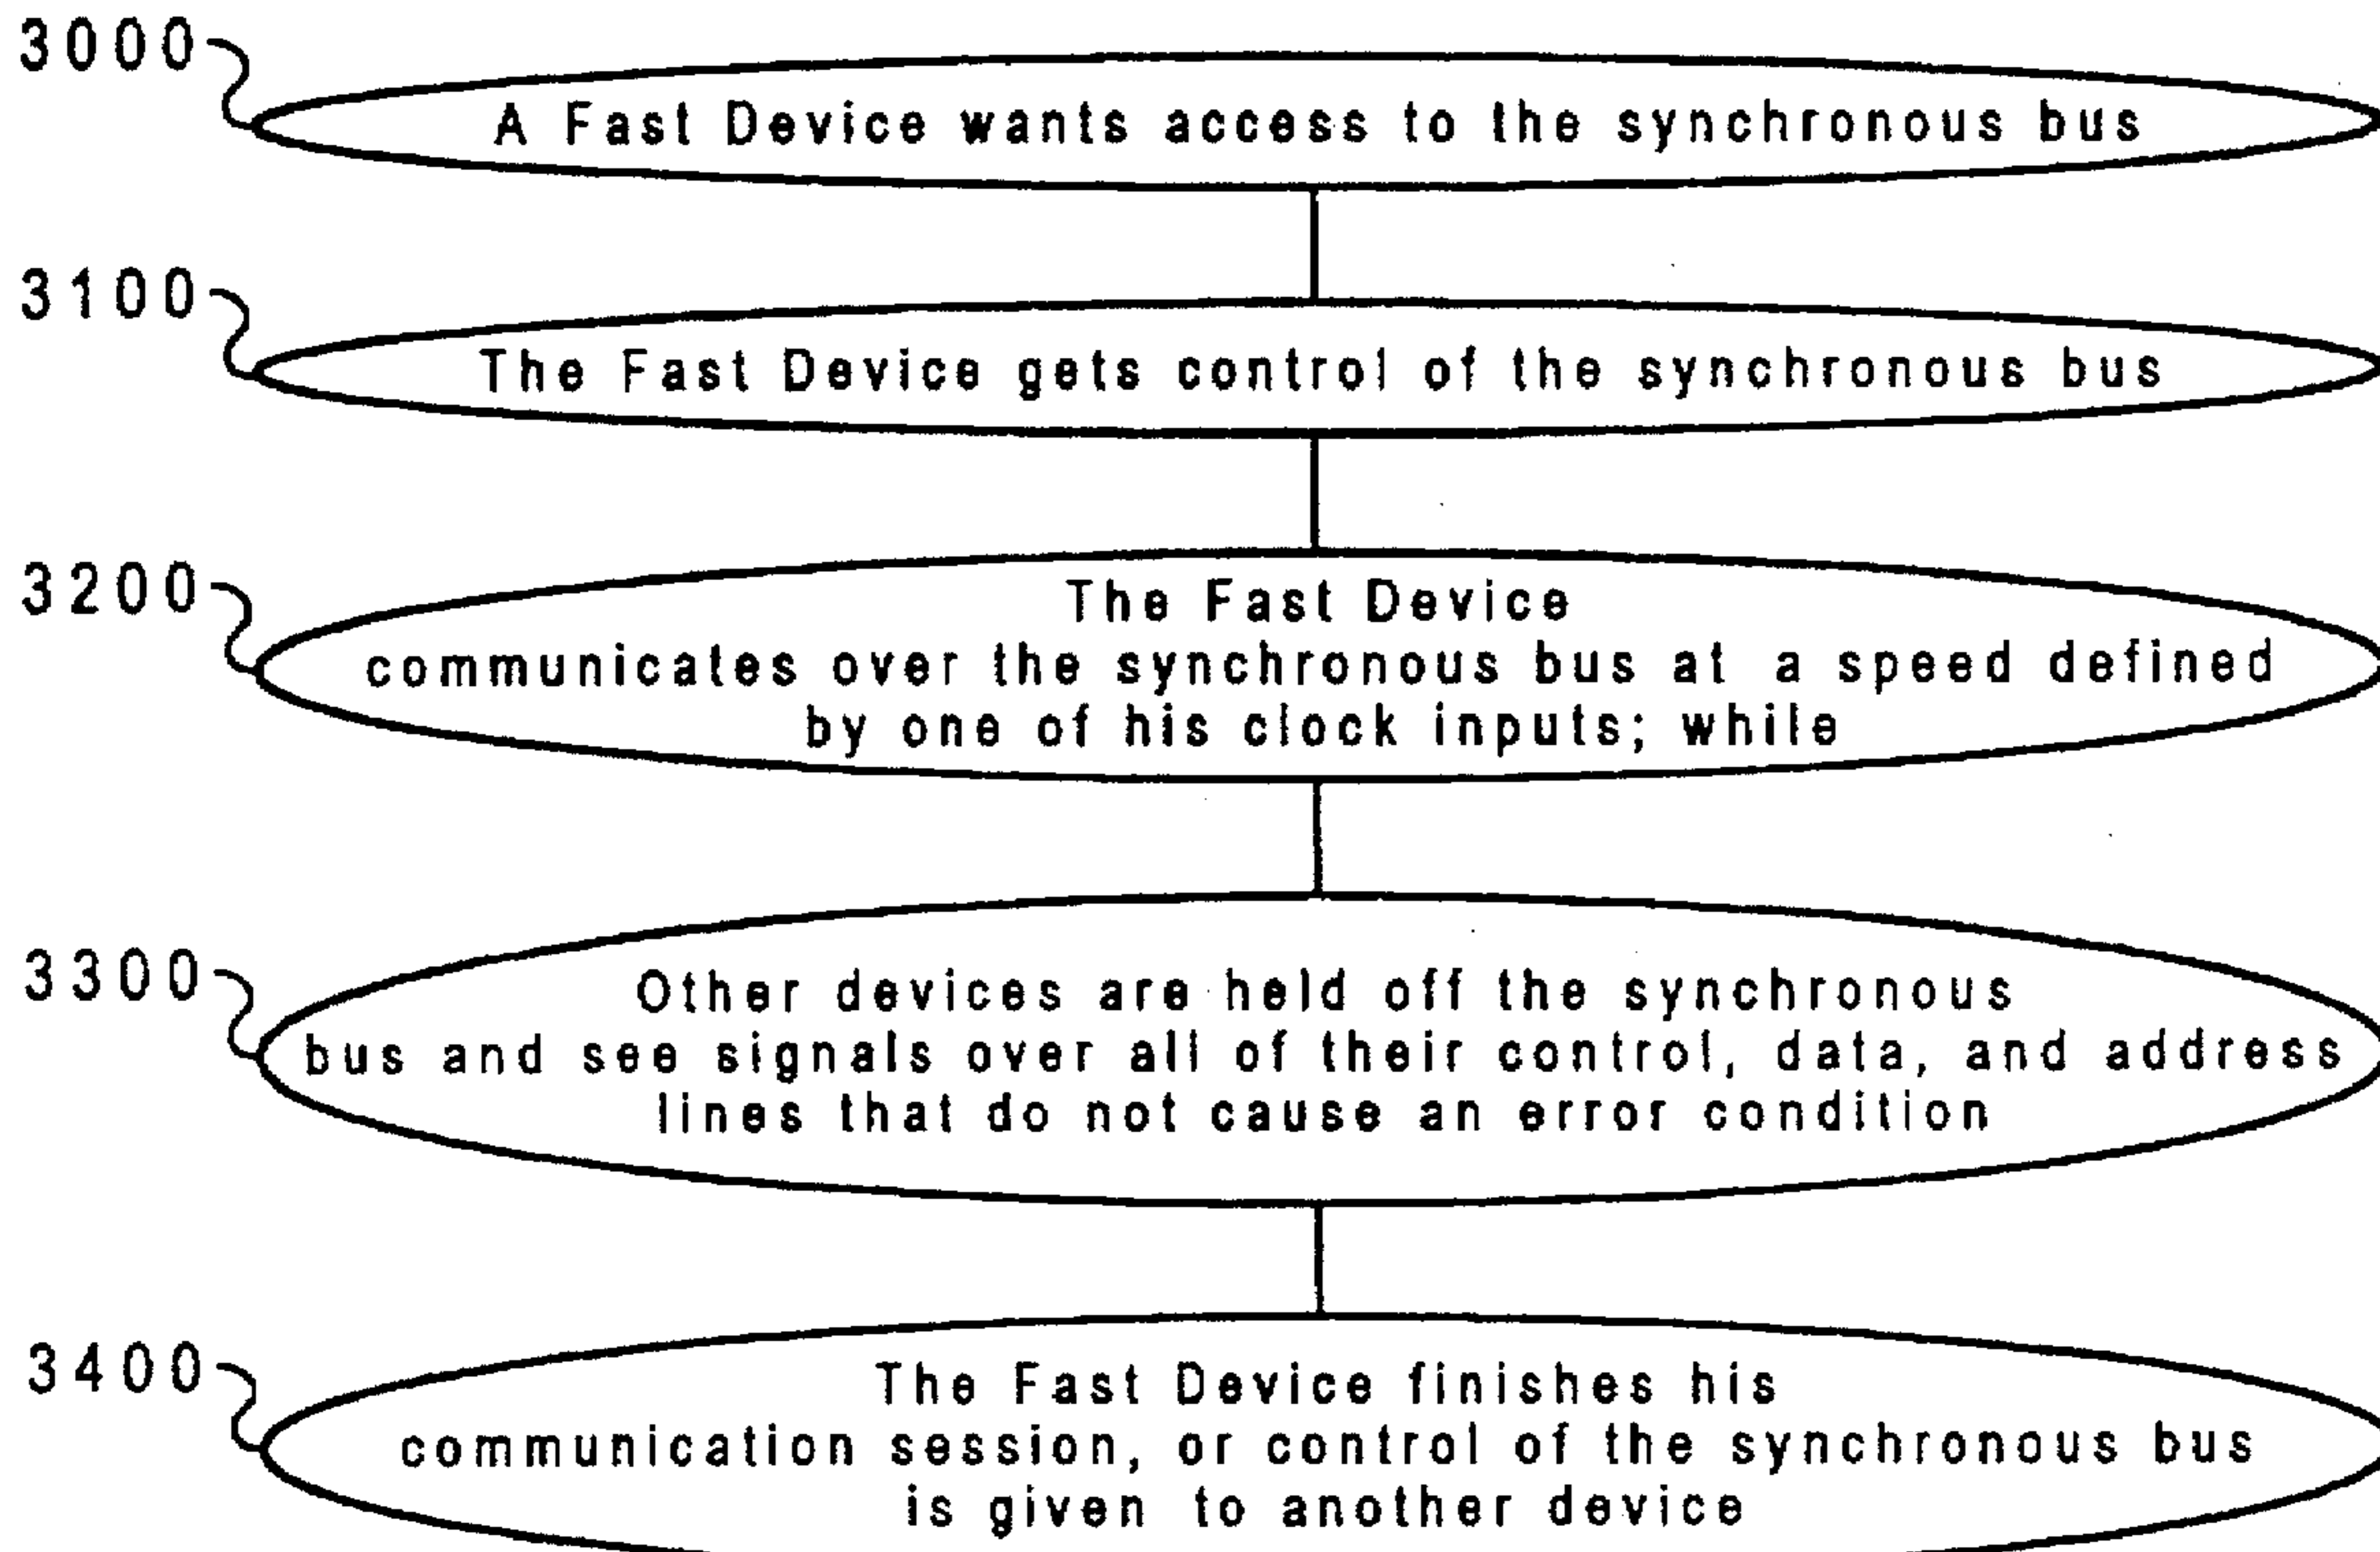 3000
A Fast Device wants access to the synchronous bus
3100
The Fast Device gets control of the synchronous bus
3200
The Fast Device
communicates over the synchronous bus at a speed defined
by one of his clock inputs; while
3300
Other devices are held off the synchronous
bus and see signals over all of their control, data, and address
lines that do not cause an error condition
3400
The Fast Device finishes his
communication session, or control of the synchronous bus
is given to another device